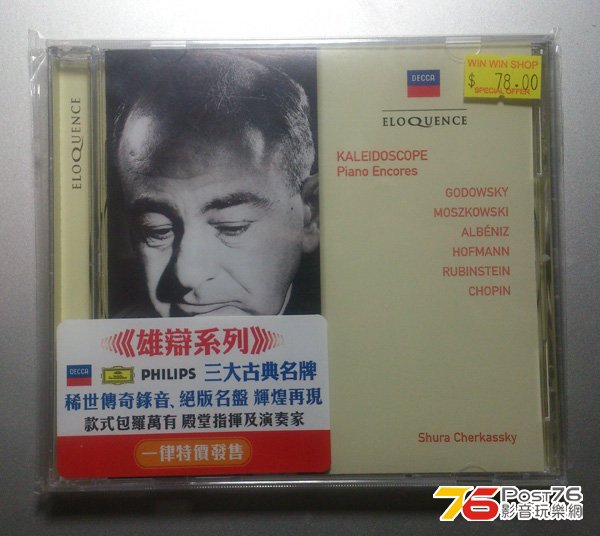 WIN WIN SHOP
$ 78.00
SPECIAL OFFER
DECCA
ELOQUENCE
ELOQUENCE
KALEIDOSCOPE
Piano Encores
GODOWSKY
MOSZKOWSKI
ALBÉNIZ
HOFMANN
RUBINSTEIN
CHOPIN
《雄辯系列》
DECCA PHILIPS 三大古典名牌
稀世傳奇錄音、絕版名盤 輝煌再現
款式包羅萬有 殿堂指揮及演奏家
一律特價發售
Shura Cherkassky
76 Post76
影音玩樂網